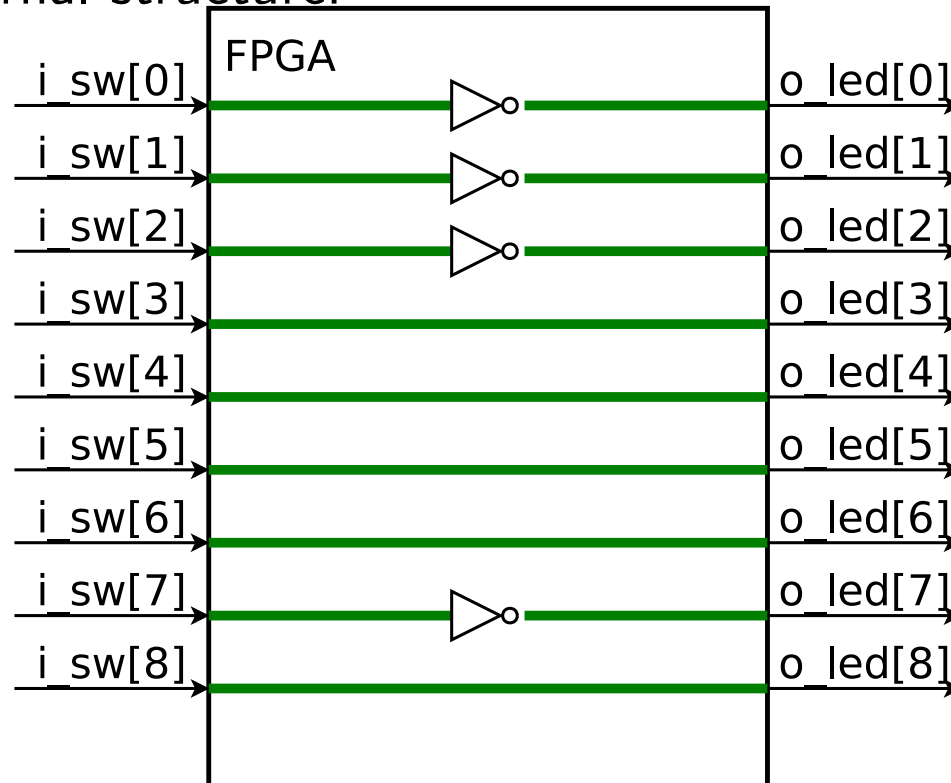 structure.
FPGA
i_sw[0] o_led[0]
i_sw[1] o_led[1]
i_sw[2] o_led[2]
i_sw[3] o_led[3]
i_sw[4] o_led[4]
i_sw[5] o_led[5]
i_sw[6] o_led[6]
i_sw[7] o_led[7]
i_sw[8] o_led[8]